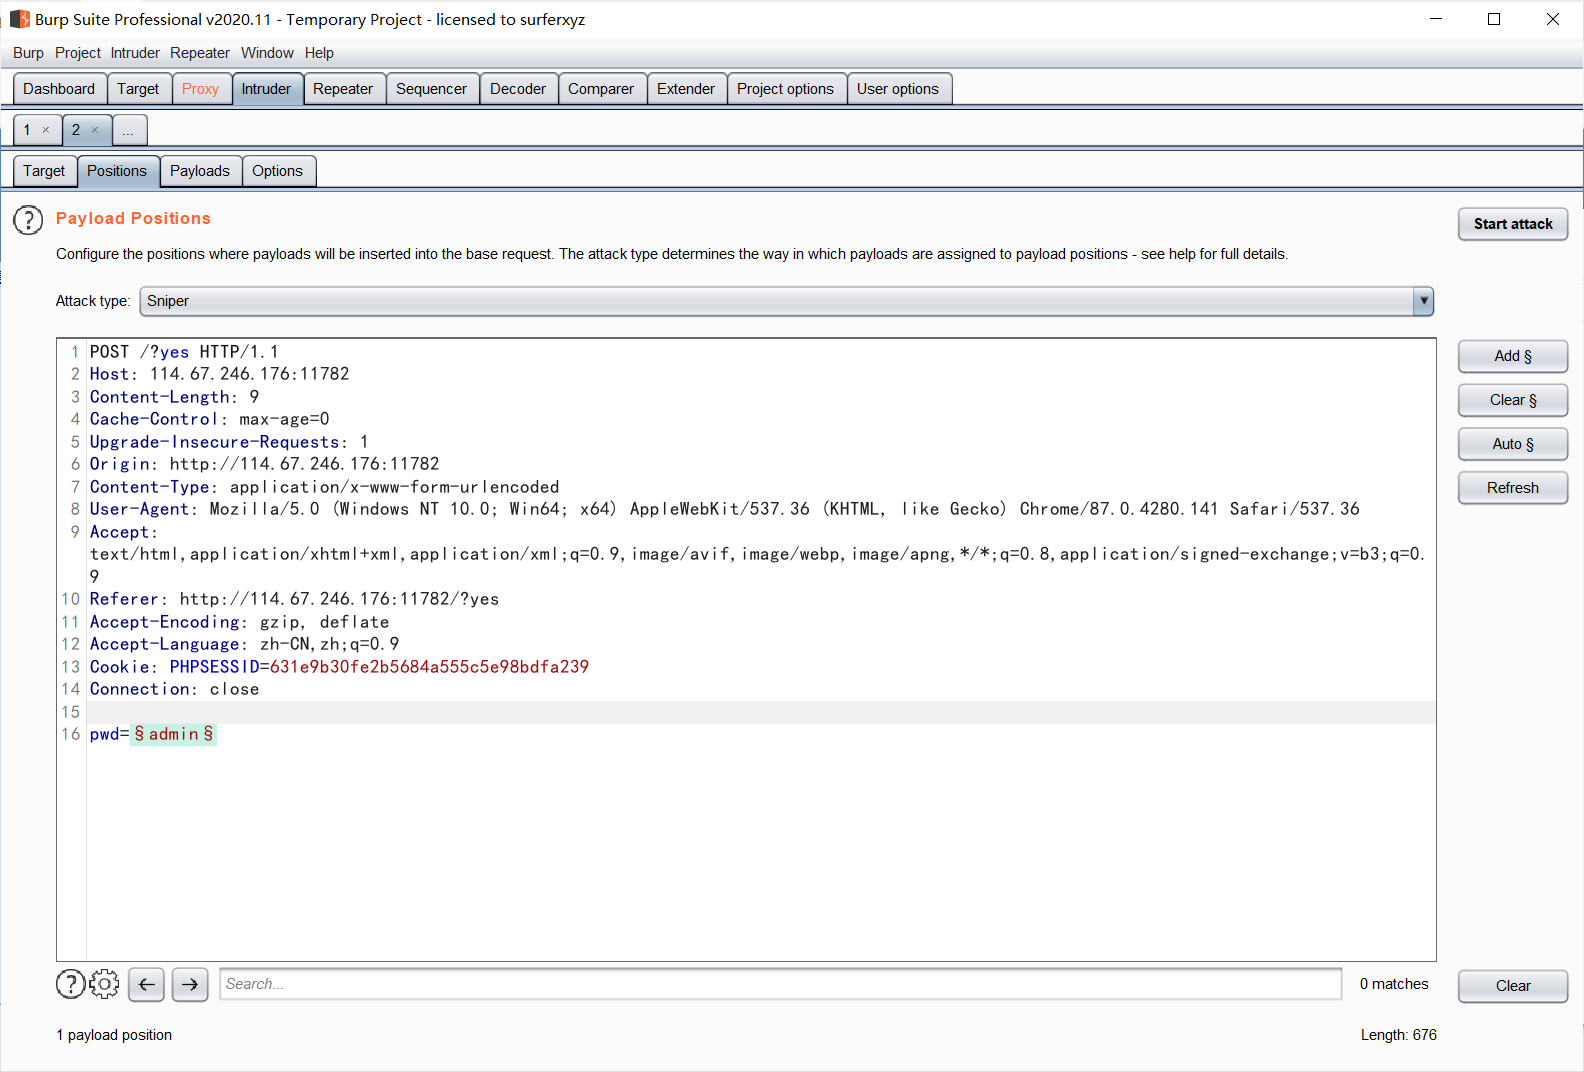 Burp Suite Professional v2020.11 - Temporary Project - licensed to surferxyz
Burp Project Intruder Repeater Window Help
Dashboard Target Proxy Intruder Repeater Sequencer Decoder Comparer Extender Project options User options
1 × 2 × ...
Target Positions Payloads Options
? Payload Positions
Start attack
Configure the positions where payloads will be inserted into the base request. The attack type determines the way in which payloads are assigned to payload positions - see help for full details.
Attack type: Sniper
1 POST /?yes HTTP/1.1
2 Host: 114.67.246.176:11782
3 Content-Length: 9
4 Cache-Control: max-age=0
5 Upgrade-Insecure-Requests: 1
6 Origin: http://114.67.246.176:11782
7 Content-Type: application/x-www-form-urlencoded
8 User-Agent: Mozilla/5.0 (Windows NT 10.0; Win64; x64) AppleWebKit/537.36 (KHTML, like Gecko) Chrome/87.0.4280.141 Safari/537.36
9 Accept:
text/html,application/xhtml+xml,application/xml;q=0.9,image/avif,image/webp,image/apng,*/*;q=0.8,application/signed-exchange;v=b3;q=0.
9
10 Referer: http://114.67.246.176:11782/?yes
11 Accept-Encoding: gzip, deflate
12 Accept-Language: zh-CN,zh;q=0.9
13 Cookie: PHPSESSID=631e9b30fe2b5684a555c5e98bdfa239
14 Connection: close
15
16 pwd=§admin§
Add §
Clear §
Auto §
Refresh
? ← → Search... 0 matches Clear
1 payload position
Length: 676